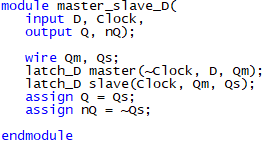 module master_slave_D(
input D, Clock,
output Q, nQ);
wire Qm, Qs;
latch_D master(~Clock, D, Qm);
latch_D slave(Clock, Qm, Qs);
assign Q = Qs;
assign nQ = ~Qs;
endmodule